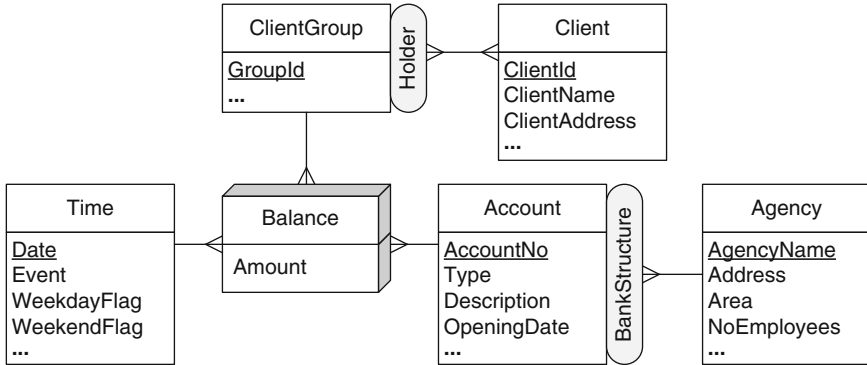 ClientGroup
GroupId
...
Holder
Client
ClientId
ClientName
ClientAddress
...
Time
Date
Event
WeekdayFlag
WeekendFlag
...
Balance
Amount
Account
AccountNo
Type
Description
OpeningDate
...
BankStructure
Agency
AgencyName
Address
Area
NoEmployees
...